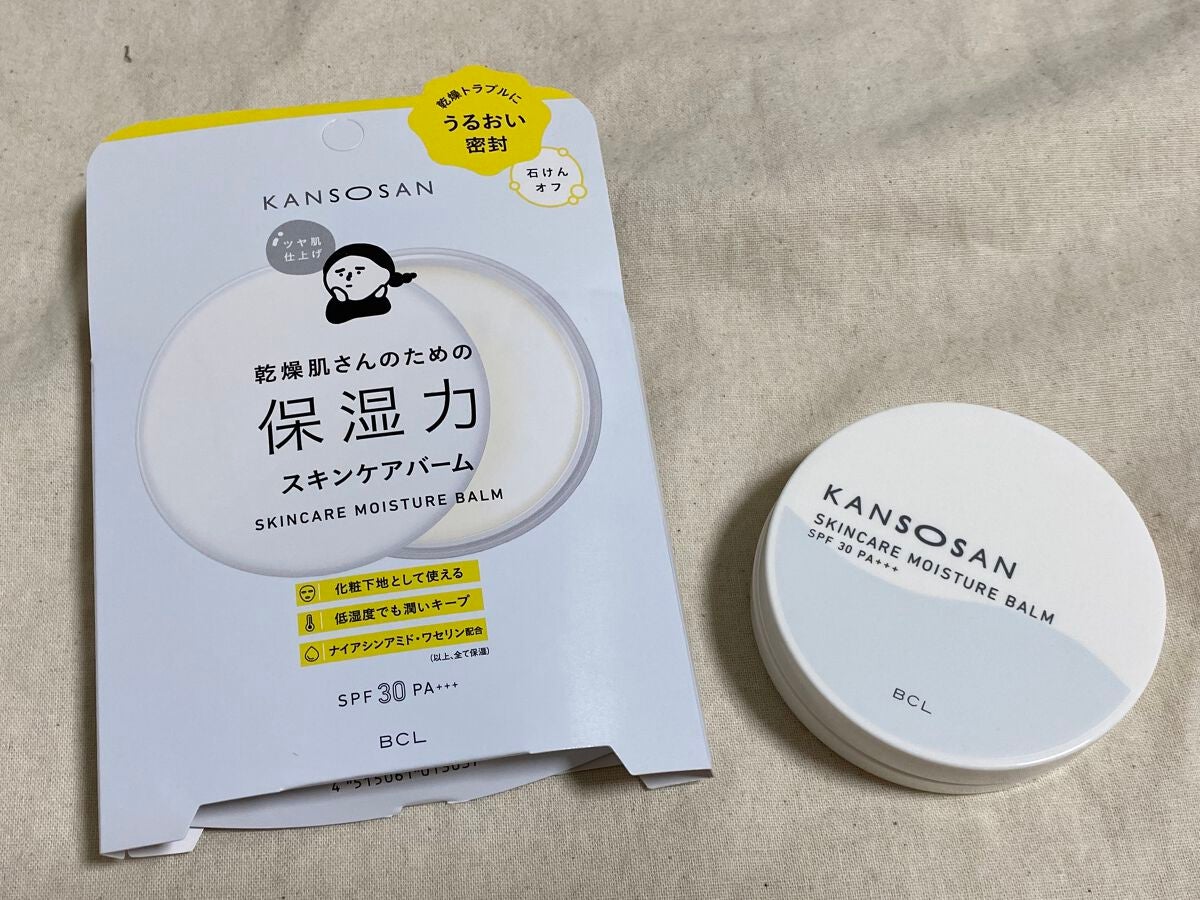 乾燥トラブルに
うるおい
密封
石けん
オフ
KANSOSAN
ツヤ肌
仕上げ
乾燥肌さんのための
保湿力
スキンケアバーム
SKINCARE MOISTURE BALM
化粧下地として使える
低湿度でも潤いキープ
ナイアシンアミド・ワセリン配合
(以上、全て保湿)
SPF 30 PA+++
BCL
KANSOSAN
SKINCARE MOISTURE BALM
SPF 30 PA+++
BCL